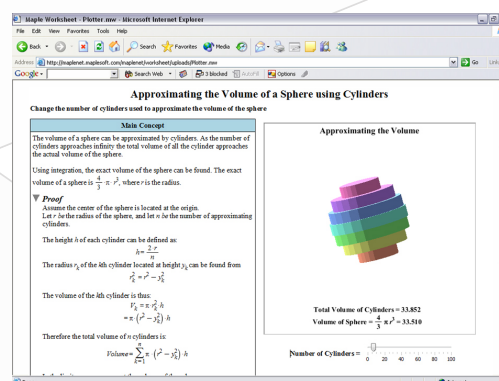 Maple Worksheet - Plotter.mw - Microsoft Internet Explorer
File Edit View Favorites Tools Help
Back Search Favorites Media
Address http://maplenet.maplesoft.com/maplenet/worksheet/uploads/Plotter.mw Go Link
Google Search Web 3 blocked AutoFill Options
Approximating the Volume of a Sphere using Cylinders
Change the number of cylinders used to approximate the volume of the sphere
Main Concept
The volume of a sphere can be approximated by cylinders. As the number of
cylinders approaches infinity the total volume of all the cylinder approaches
the actual volume of the sphere.
Using integration, the exact volume of the sphere can be found. The exact
volume of a sphere is 4/3 · π · r³, where r is the radius.
Proof
Assume the center of the sphere is located at the origin.
Let r be the radius of the sphere, and let n be the number of approximating
cylinders.
The height h of each cylinder can be defined as:
h = 2·r/n
The radius rₖ of the kth cylinder located at height yₖ can be found from
rₖ² = r² − yₖ²
The volume of the kth cylinder is thus:
Vₖ = π · rₖ² · h
= π · (r² − yₖ²) · h
Therefore the total volume of n cylinders is:
Volume = ∑ₖ₌₁ⁿ π · (r² − yₖ²) · h
Approximating the Volume
Total Volume of Cylinders = 33.852
Volume of Sphere = 4/3 π r³ = 33.510
Number of Cylinders =
0 20 40 60 80 100